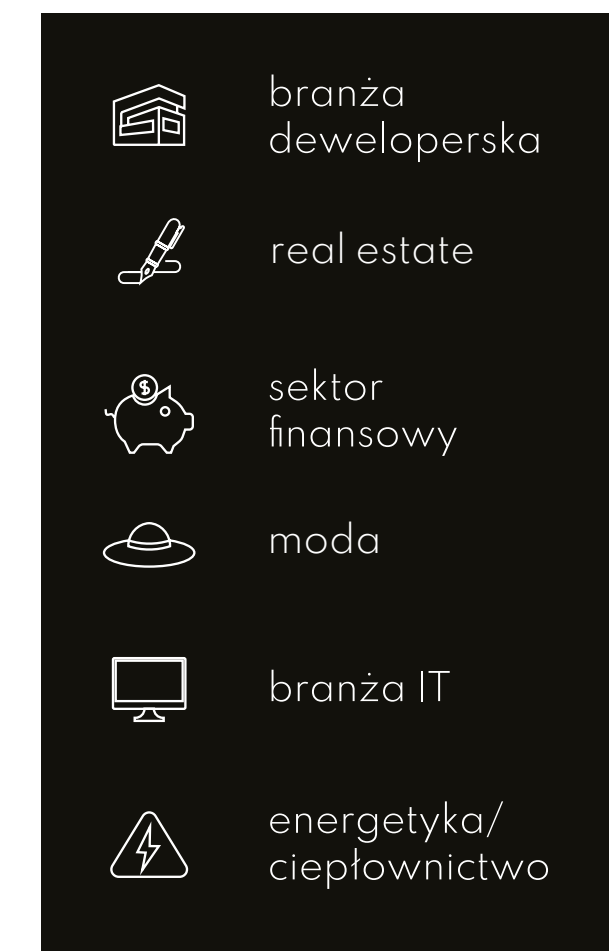 branża
deweloperska
real estate
$
sektor
finansowy
moda
branża IT
energetyka/
ciepłownictwo